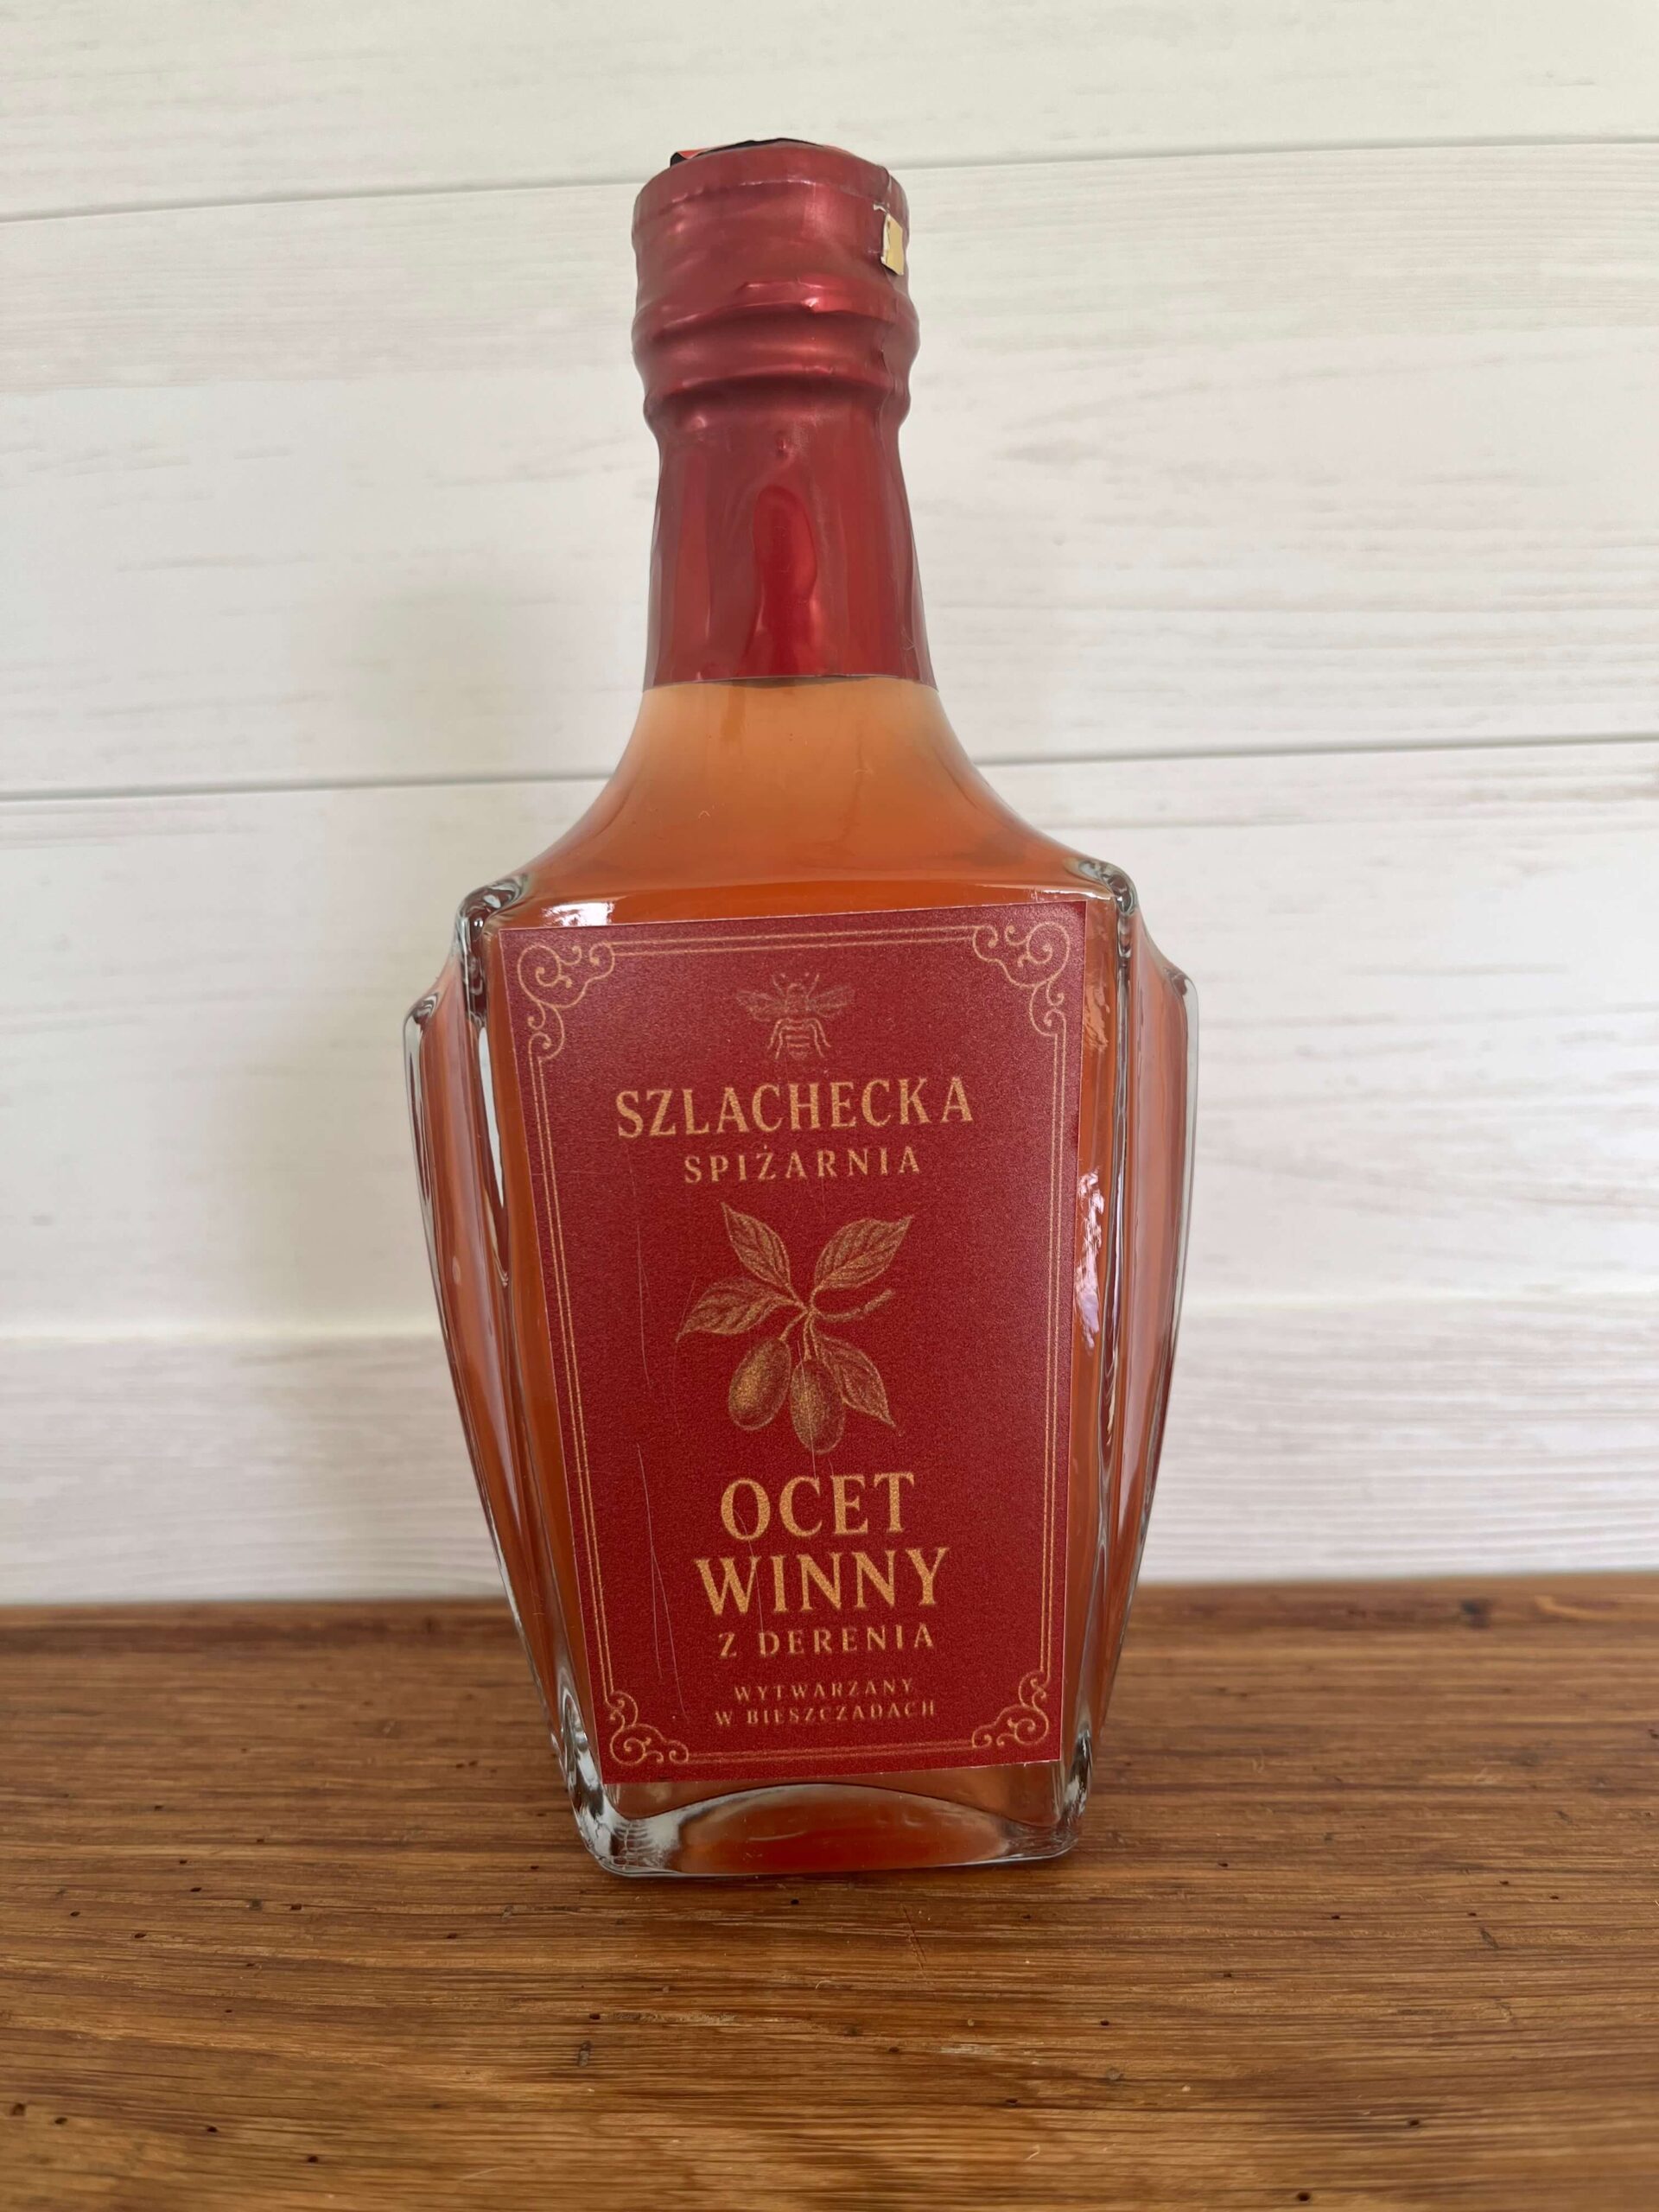 SZLACHECKA
SPIŻARNIA
OCET
WINNY
Z DERENIA
WYTWARZANY
W BIESZCZADACH